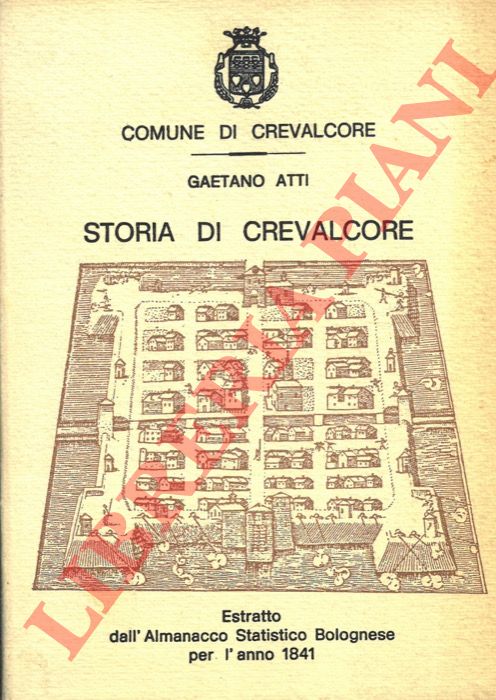 COMUNE DI CREVALCORE
GAETANO ATTI
STORIA DI CREVALCORE
LIBRERIA PIANI
Estratto
dall'Almanacco Statistico Bolognese
per l'anno 1841